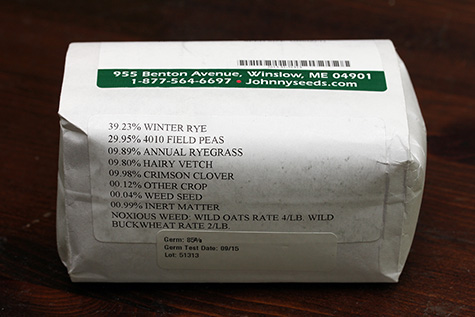 955 Benton Avenue, Winslow, ME 04901
1-877-564-6697 • Johnnyseeds.com
39.23% WINTER RYE
29.95% 4010 FIELD PEAS
09.89% ANNUAL RYEGRASS
09.80% HAIRY VETCH
09.98% CRIMSON CLOVER
00.12% OTHER CROP
00.04% WEED SEED
00.99% INERT MATTER
NOXIOUS WEED: WILD OATS RATE 4/LB. WILD
BUCKWHEAT RATE 2/LB
Germ: 85%
Germ Test Date: 09/15
Lot: 51313